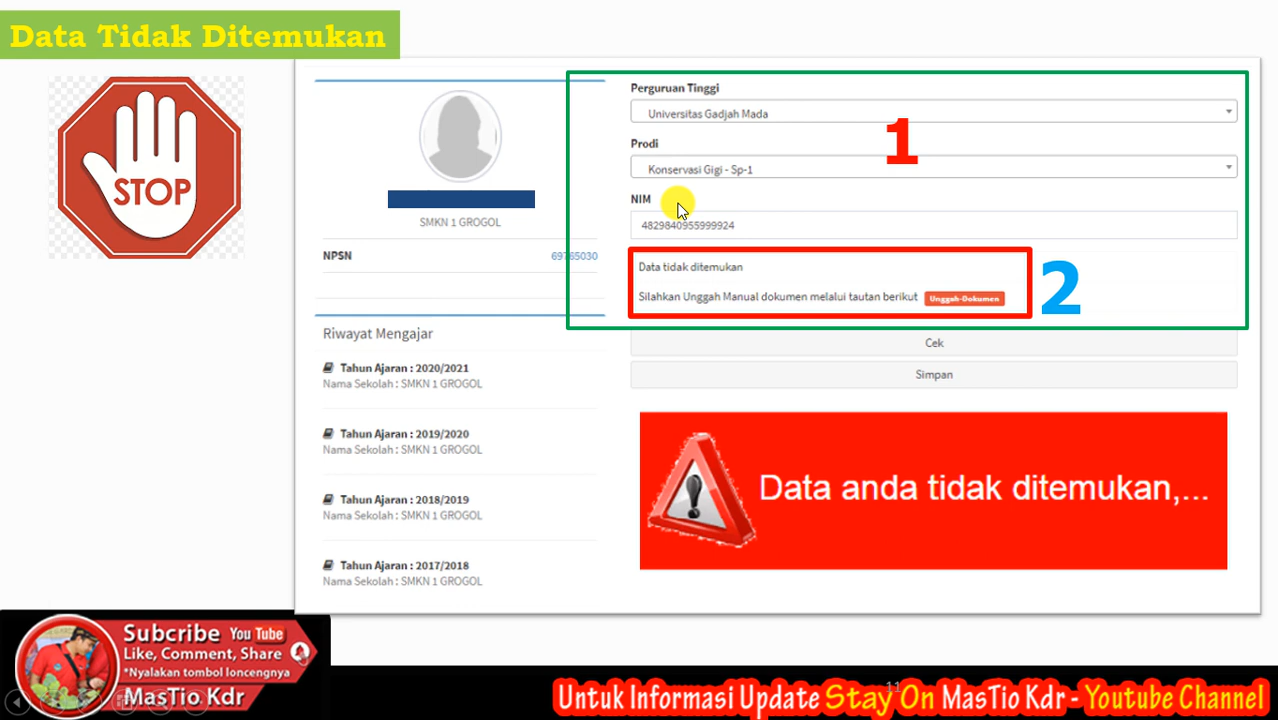 Data Tidak Ditemukan
STOP
SMKN 1 GROGOL
NPSN 69765030
Riwayat Mengajar
Tahun Ajaran : 2020/2021
Nama Sekolah : SMKN 1 GROGOL
Tahun Ajaran : 2019/2020
Nama Sekolah : SMKN 1 GROGOL
Tahun Ajaran : 2018/2019
Nama Sekolah : SMKN 1 GROGOL
Tahun Ajaran : 2017/2018
Nama Sekolah : SMKN 1 GROGOL
Perguruan Tinggi
Universitas Gadjah Mada
1
Prodi
Konservasi Gigi - Sp-1
NIM
4829840955999924
Data tidak ditemukan
Silahkan Unggah Manual dokumen melalui tautan berikut Unggah-Dokumen
2
Cek
Simpan
Data anda tidak ditemukan,...
Subcribe You Tube
Like, Comment, Share
*Nyalakan tombol loncengnya
MasTio Kdr
11
Untuk Informasi Update Stay On MasTio Kdr - Youtube Channel